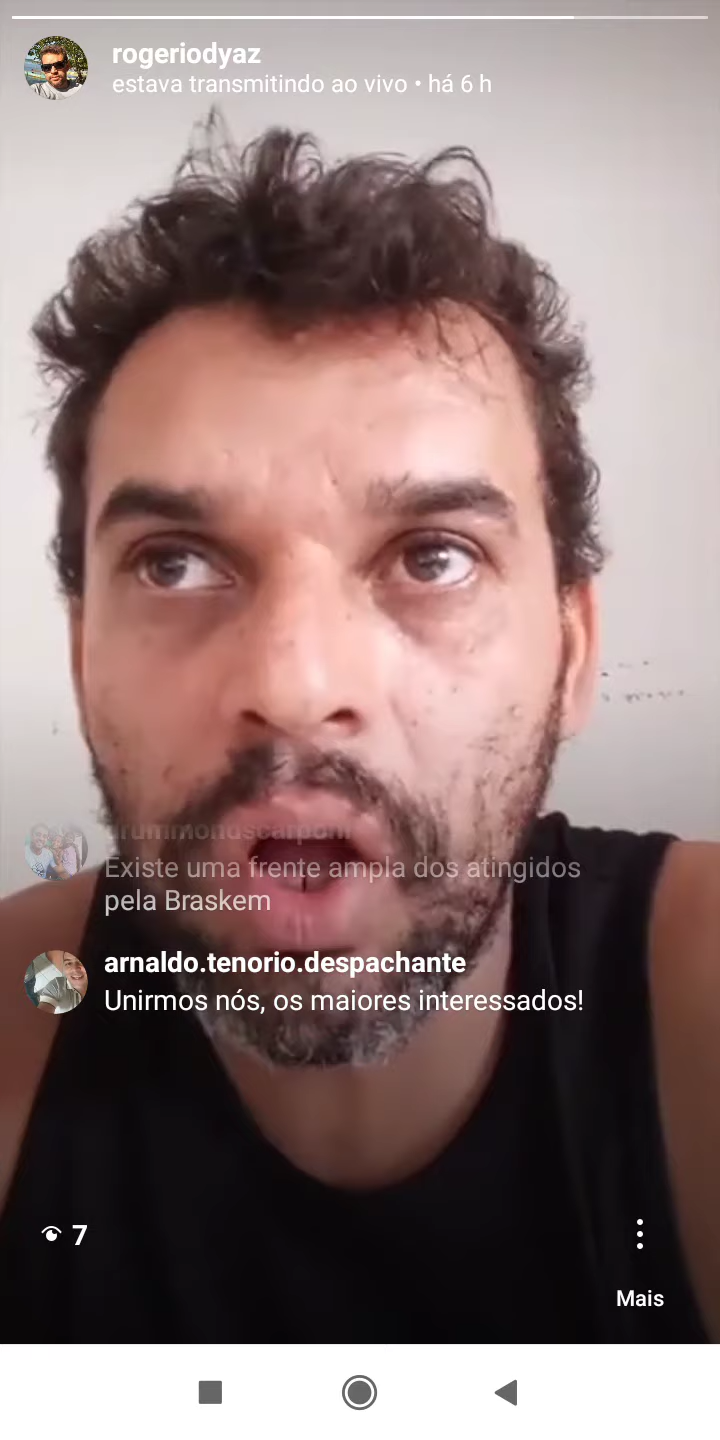 rogeriodyaz
estava transmitindo ao vivo • há 6 h
Existe uma frente ampla dos atingidos
pela Braskem
arnaldo.tenorio.despachante
Unirmos nós, os maiores interessados!
7
Mais